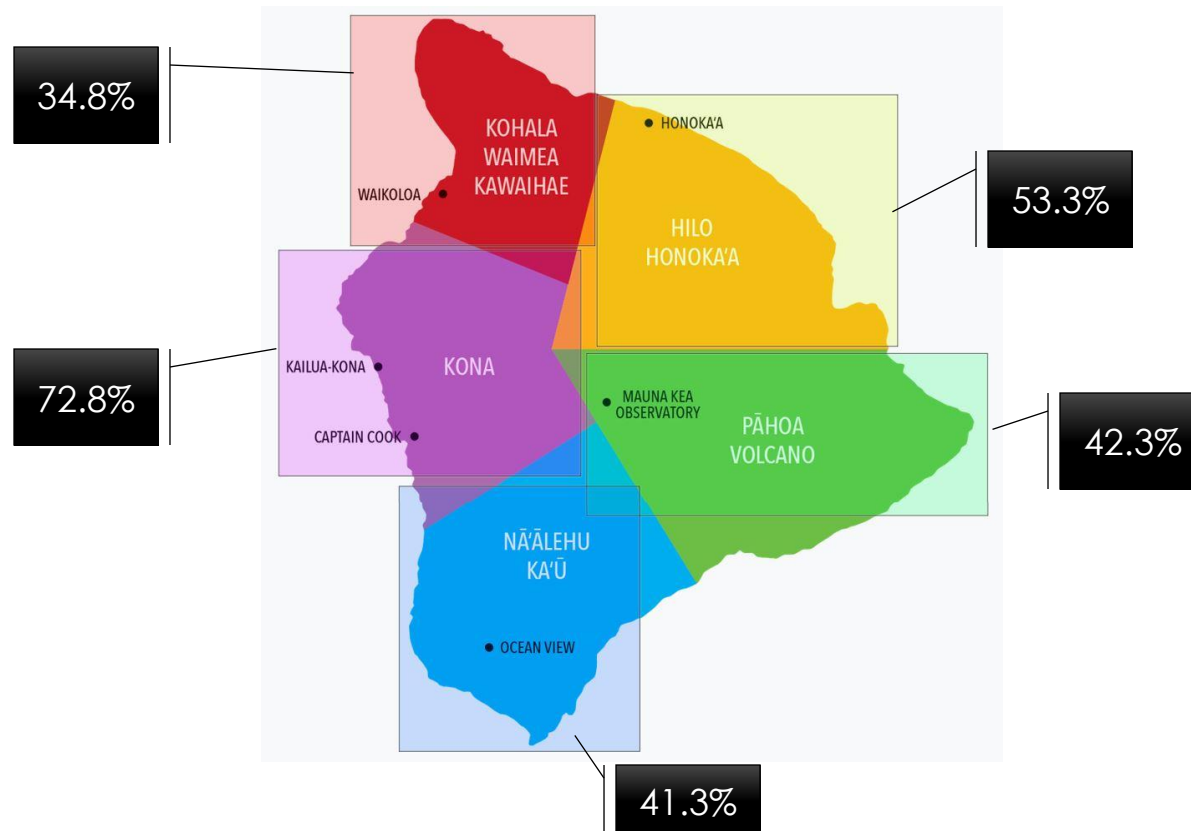 34.8%
KOHALA
WAIMEA
KAWAIHAE
WAIKOLOA
HONOKA'A
HILO
HONOKA'A
53.3%
72.8%
KAILUA-KONA
KONA
CAPTAIN COOK
MAUNA KEA
OBSERVATORY
PĀHOA
VOLCANO
42.3%
NĀ'ĀLEHU
KA'Ū
OCEAN VIEW
41.3%